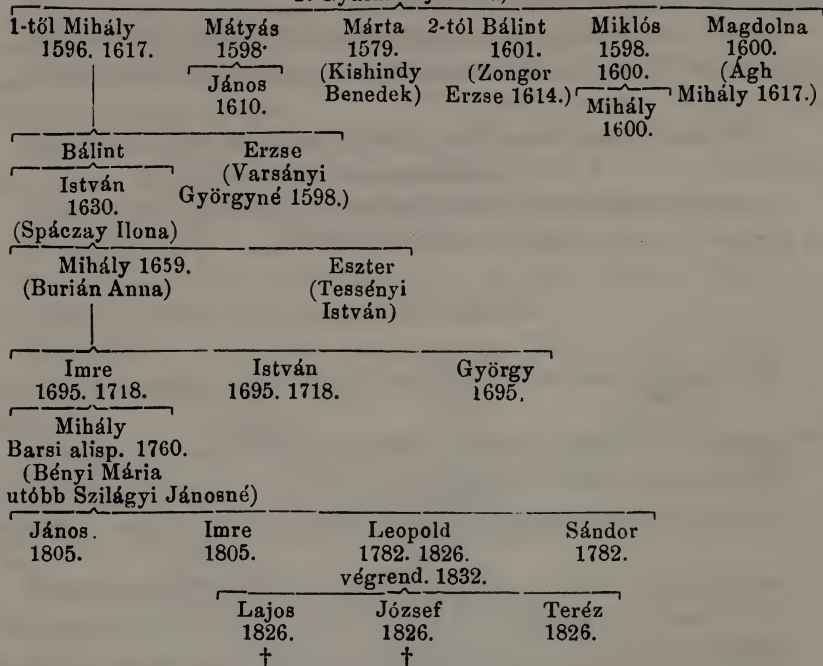 1-től Mihály Mátyás Márta 2-tól Bálint Miklós Magdolna
1596. 1617. 1598. 1579. 1601. 1598. 1600.
(Kishindy (Zongor 1600. (Ágh
János Benedek) Erzse 1614.) Mihály 1617.)
1610. Mihály
1600.
Bálint Erzse
(Varsányi
István Györgyné 1598.)
1630.
(Spáczay Ilona)
Mihály 1659. Eszter
(Burián Anna) (Tessényi
István)
Imre István György
1695. 1718. 1695. 1718. 1695.
Mihály
Barsi alisp. 1760.
(Bényi Mária
utóbb Szilágyi Jánosné)
János. Imre Leopold Sándor
1805. 1805. 1782. 1826. 1782.
végrend. 1832.
Lajos József Teréz
1826. 1826. 1826.
† †